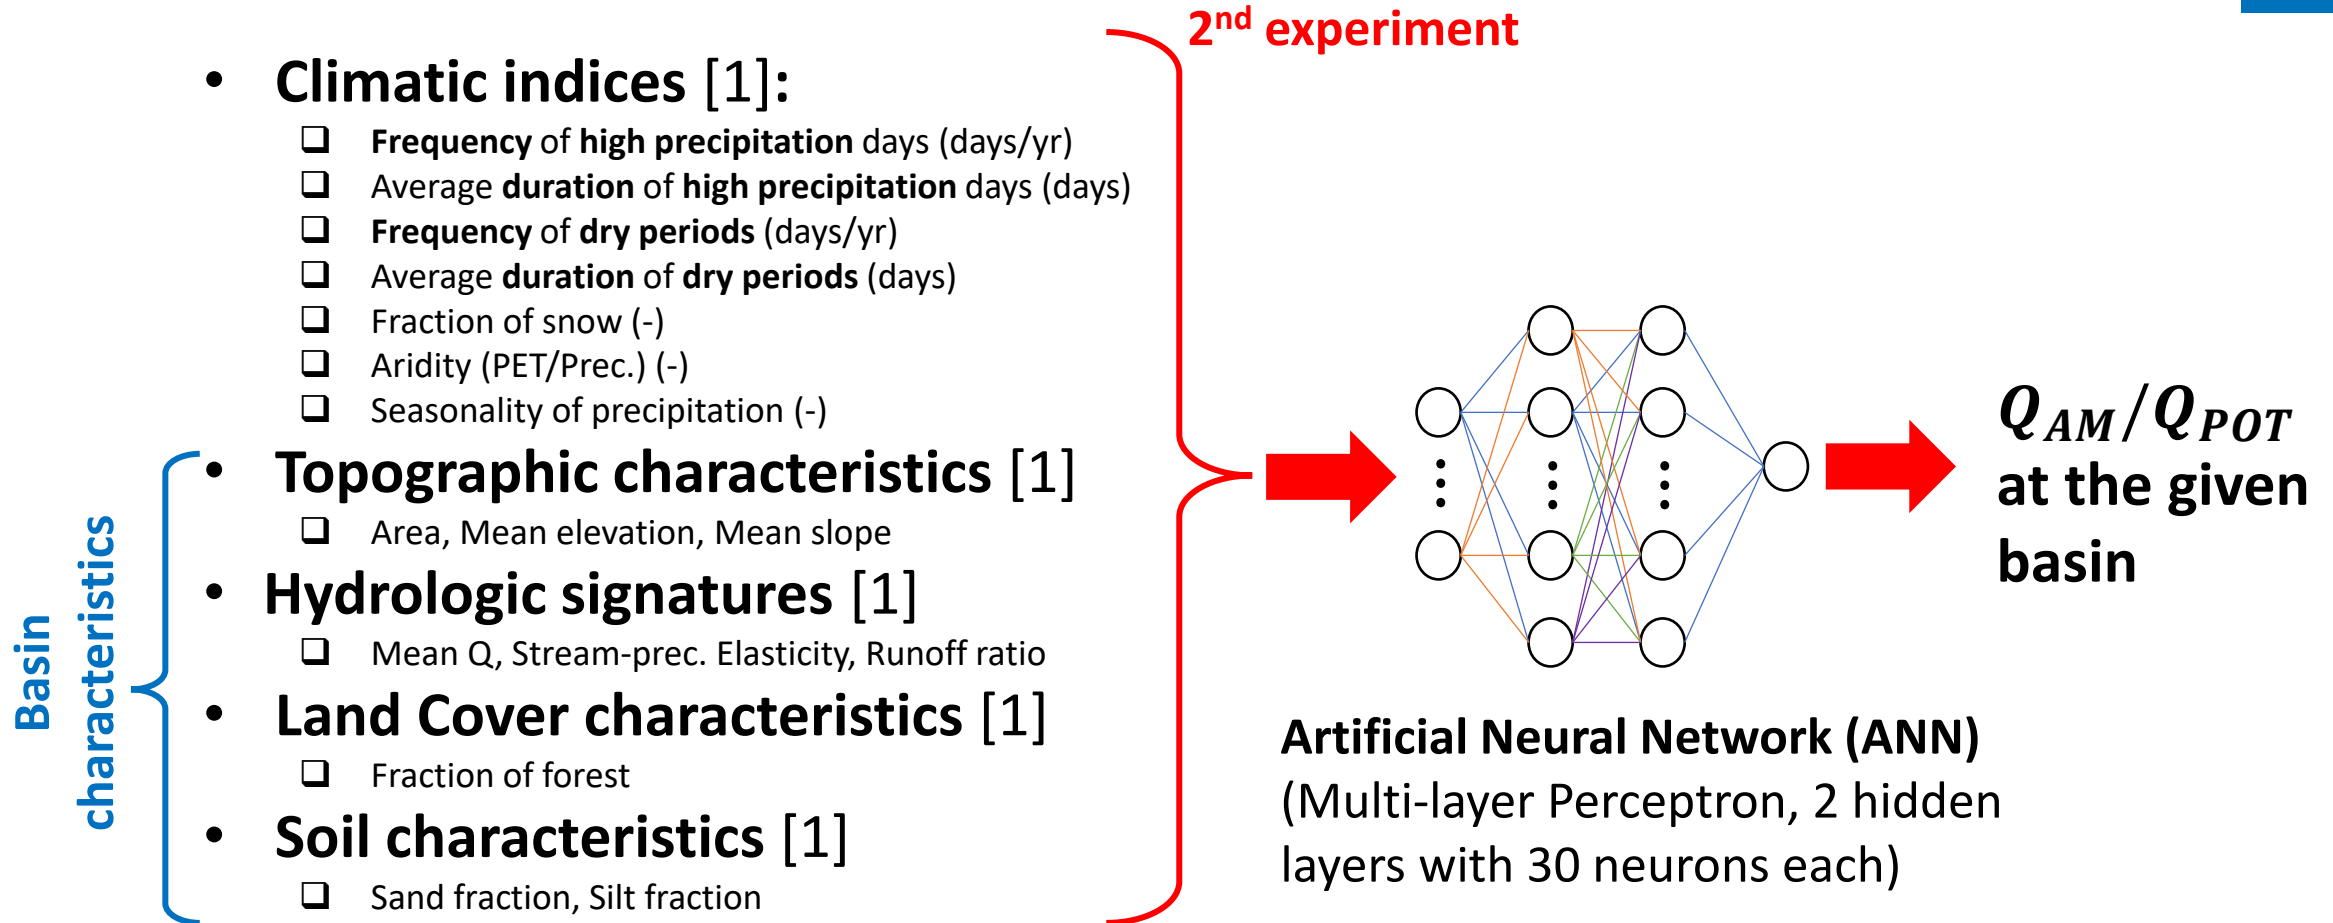 2nd experiment
• Climatic indices [1]:
❑ Frequency of high precipitation days (days/yr)
❑ Average duration of high precipitation days (days)
❑ Frequency of dry periods (days/yr)
❑ Average duration of dry periods (days)
❑ Fraction of snow (-)
❑ Aridity (PET/Prec.) (-)
❑ Seasonality of precipitation (-)
• Topographic characteristics [1]
❑ Area, Mean elevation, Mean slope
• Hydrologic signatures [1]
❑ Mean Q, Stream-prec. Elasticity, Runoff ratio
• Land Cover characteristics [1]
❑ Fraction of forest
• Soil characteristics [1]
❑ Sand fraction, Silt fraction
Basin
characteristics
Artificial Neural Network (ANN)
(Multi-layer Perceptron, 2 hidden
layers with 30 neurons each)
Q_AM/Q_POT
at the given
basin